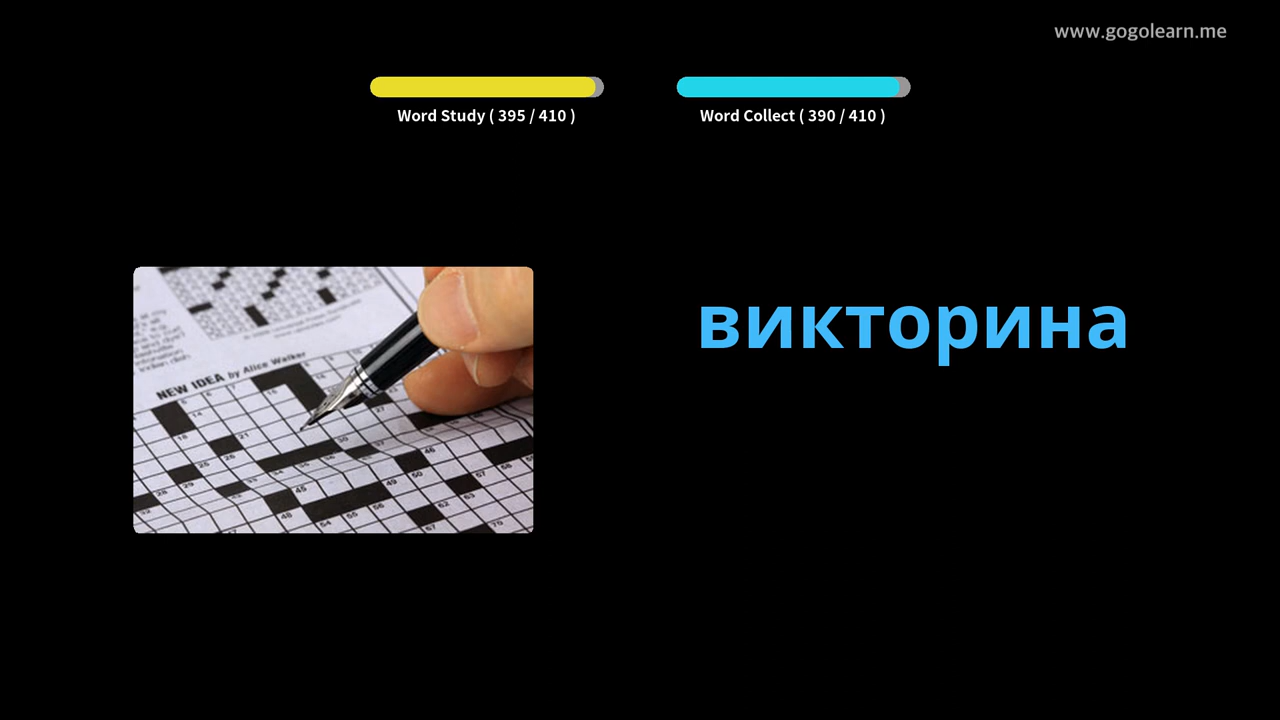 www.gogolearn.me
Word Study ( 395 / 410 )
Word Collect ( 390 / 410 )
викторина
NEW IDEA by Alice Walker